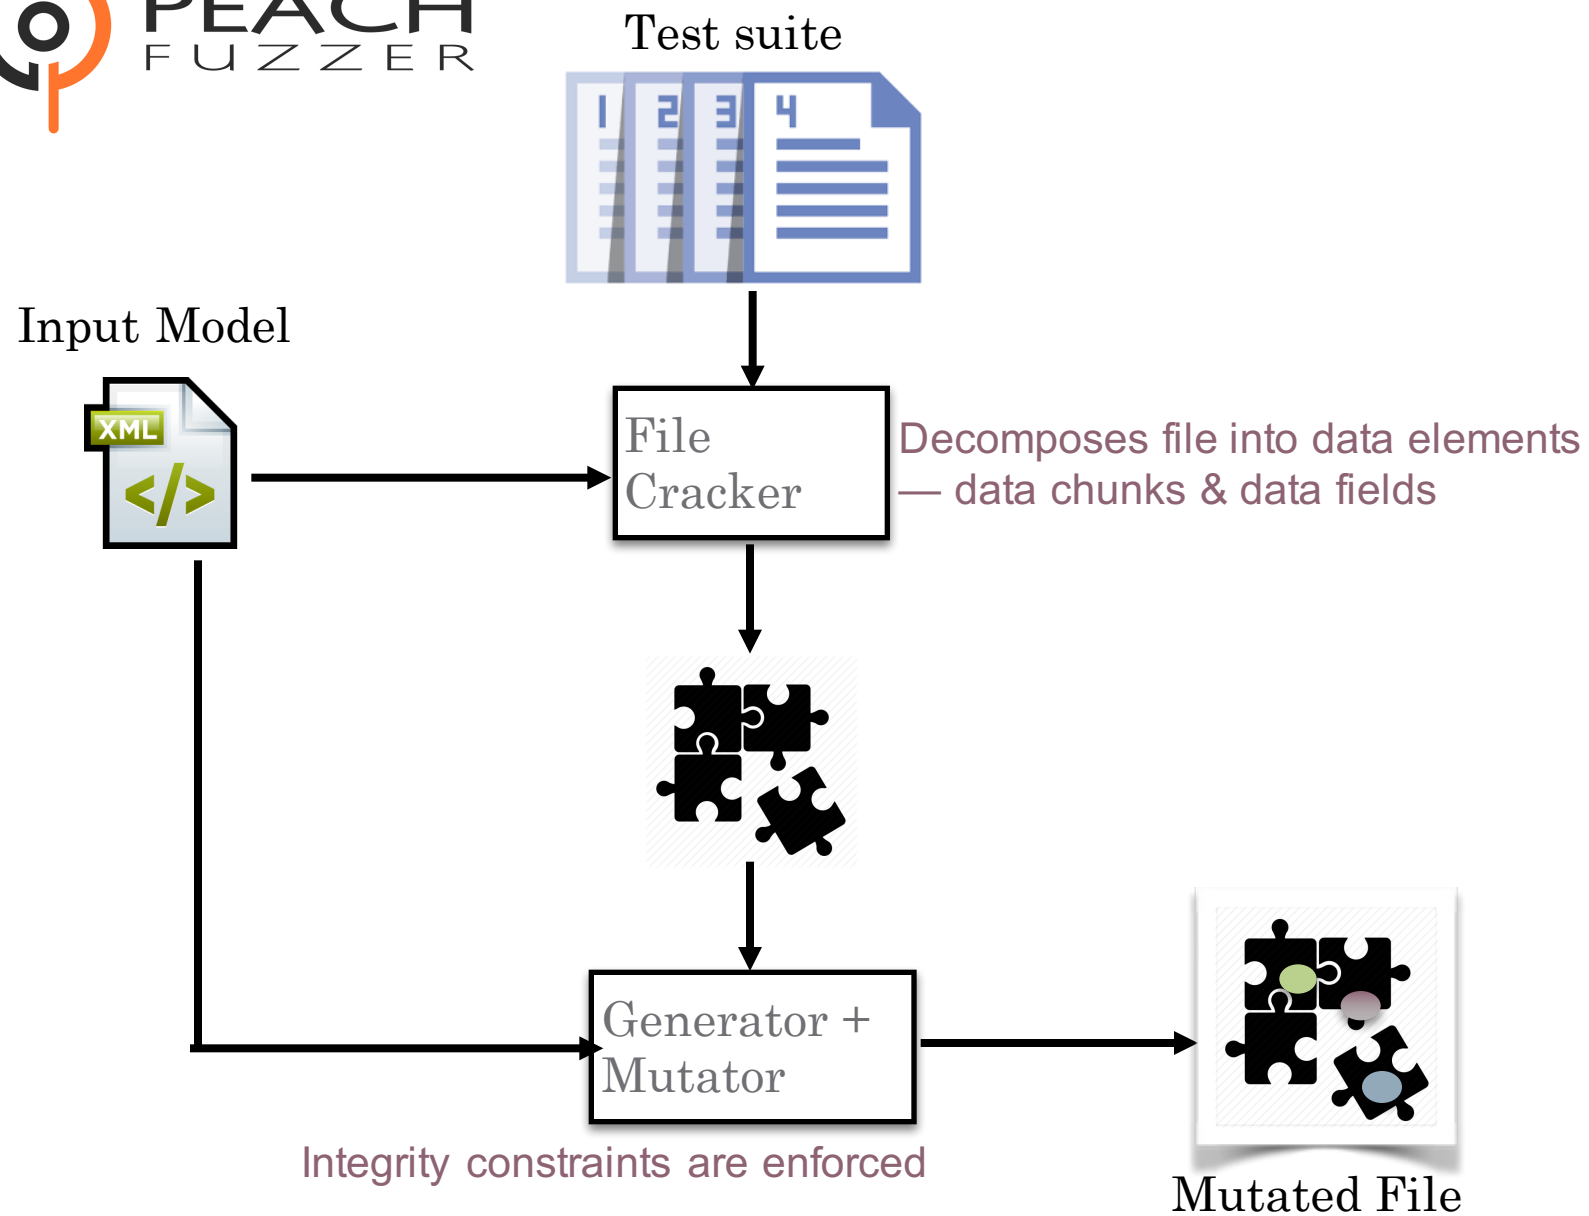 PEACH
FUZZER
Test suite
1 2 3 4
Input Model
XML
</>
File
Cracker
Decomposes file into data elements
— data chunks & data fields
Generator +
Mutator
Integrity constraints are enforced
Mutated File